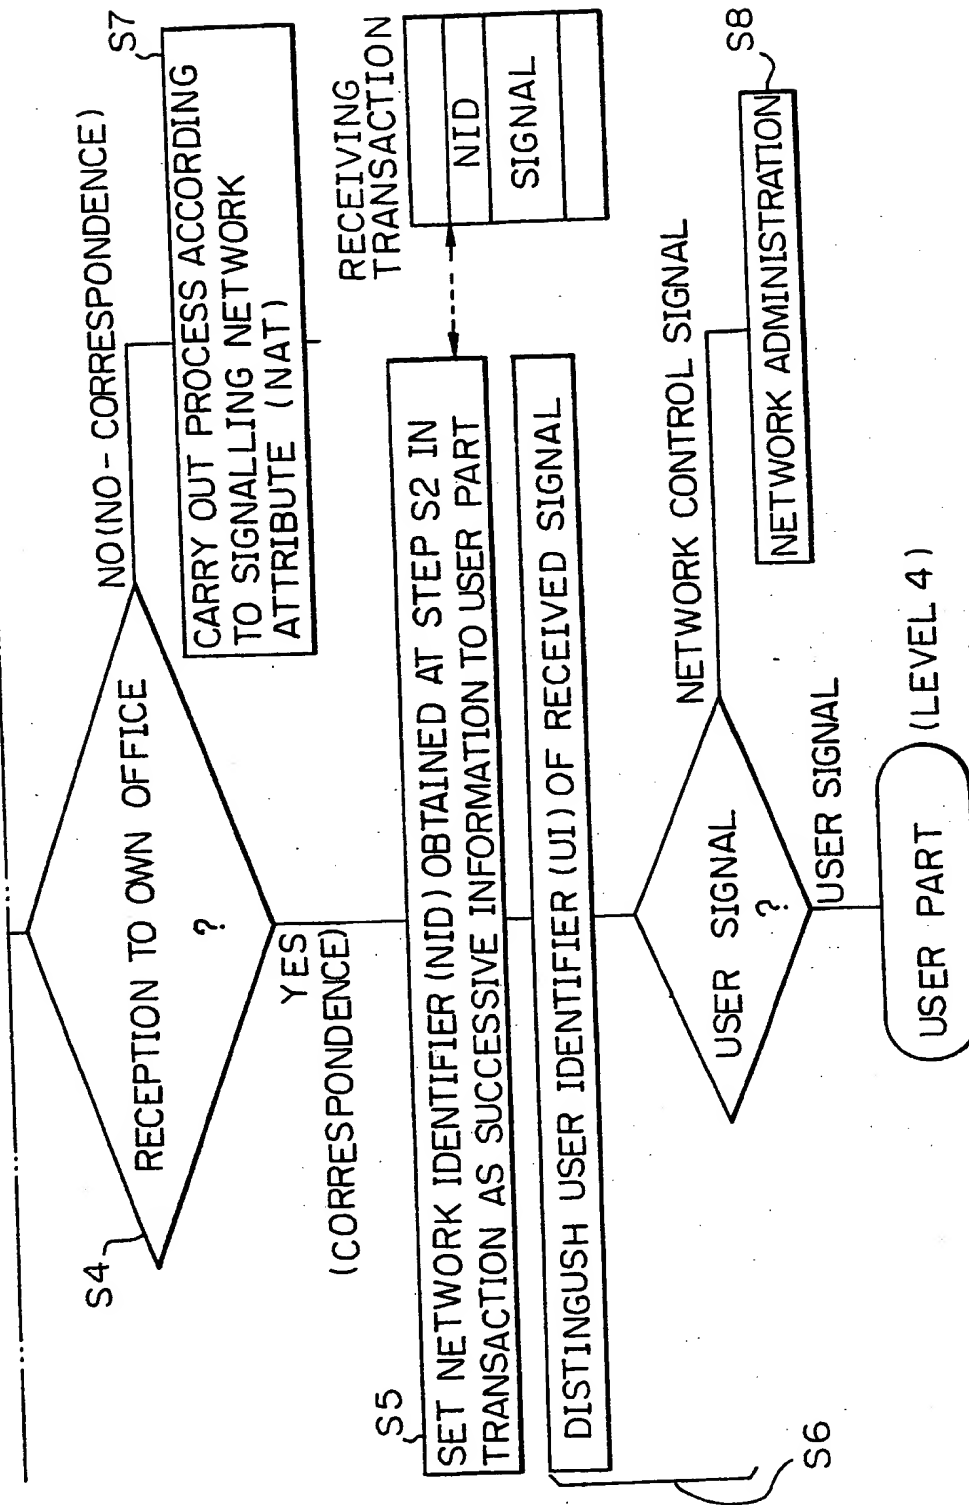 S4
RECEPTION TO OWN OFFICE
?
NO(NO-CORRESPONDENCE)
S7
CARRY OUT PROCESS ACCORDING
TO SIGNALLING NETWORK
ATTRIBUTE (NAT)
YES
(CORRESPONDENCE)
RECEIVING
TRANSACTION
NID
SIGNAL
S5
SET NETWORK IDENTIFIER (NID) OBTAINED AT STEP S2 IN
TRANSACTION AS SUCCESSIVE INFORMATION TO USER PART
DISTINGUSH USER IDENTIFIER (UI) OF RECEIVED SIGNAL
S6
USER SIGNAL
?
NETWORK CONTROL SIGNAL
S8
NETWORK ADMINISTRATION
USER SIGNAL
USER PART
(LEVEL 4)